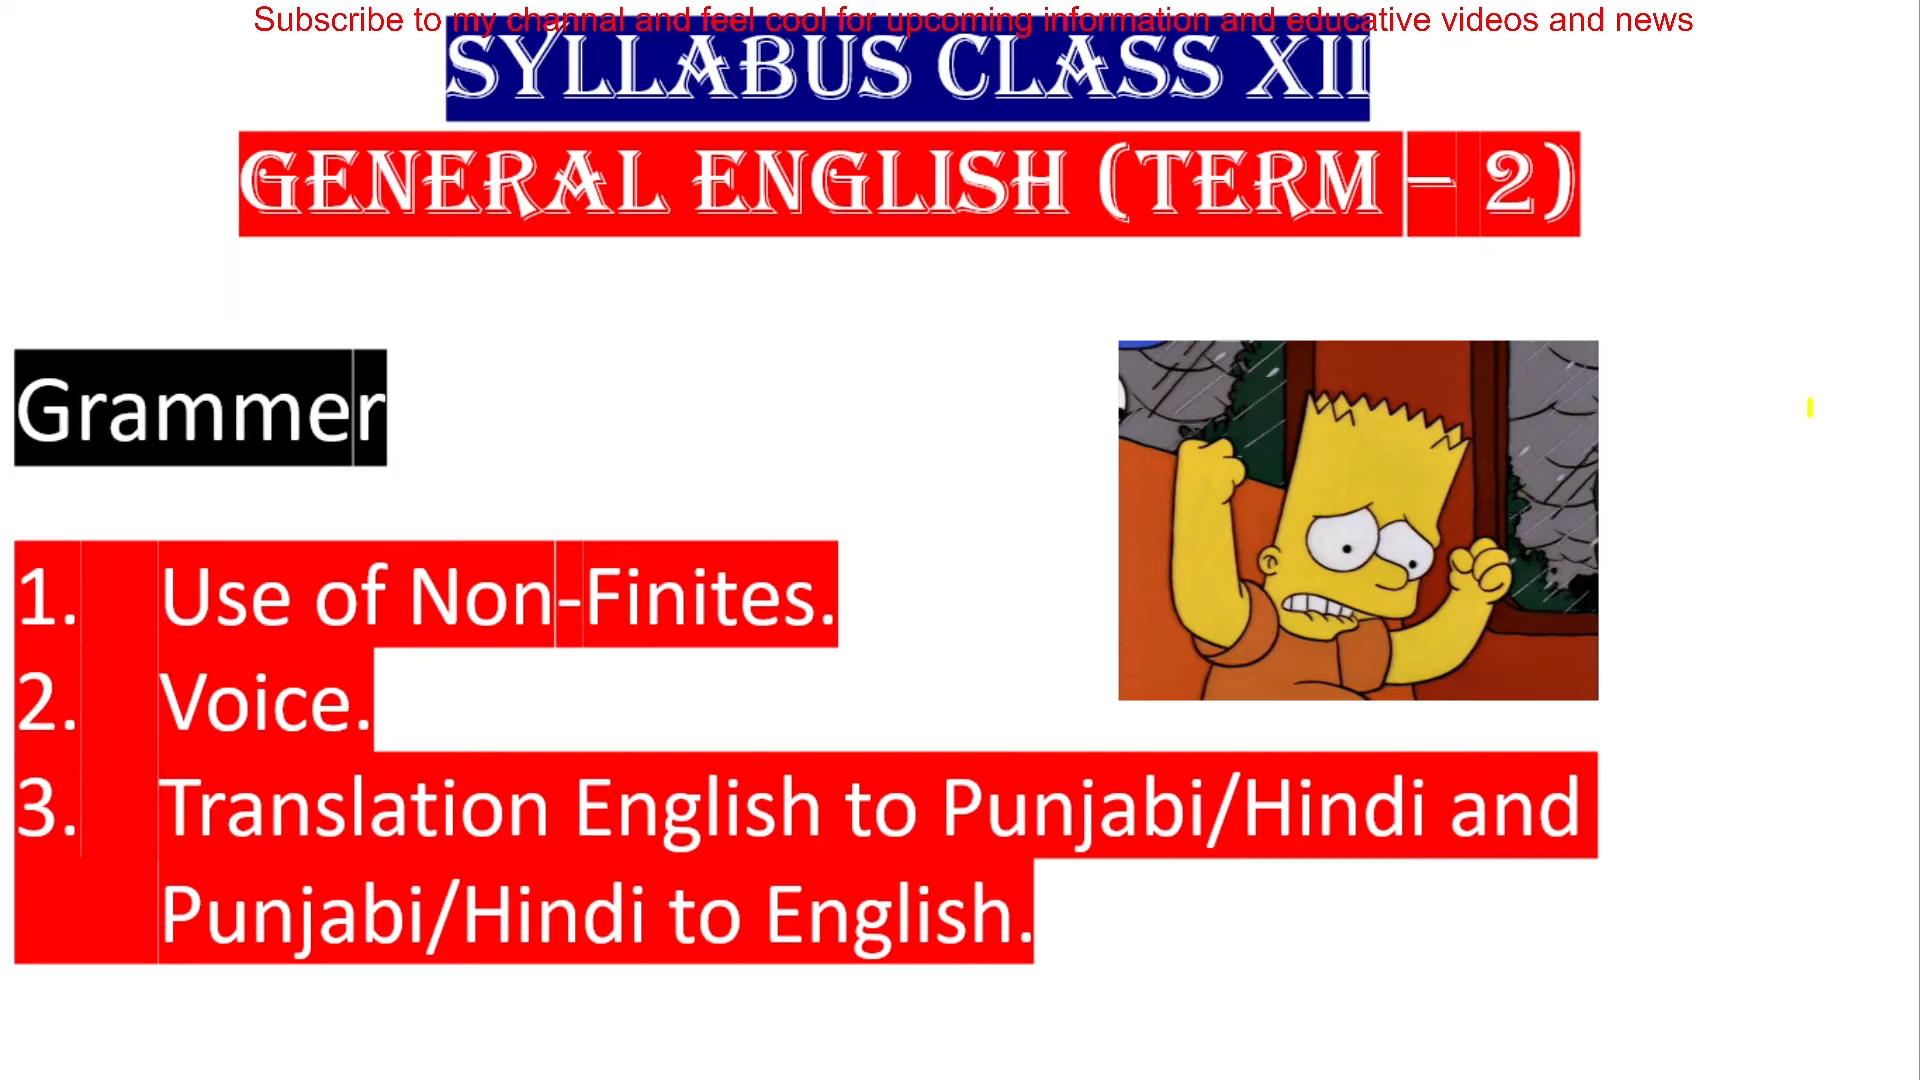 Subscribe to my channal and feel cool for upcoming information and educative videos and news
SYLLABUS CLASS XII
GENERAL ENGLISH (TERM – 2)
Grammer
1. Use of Non-Finites.
2. Voice.
3. Translation English to Punjabi/Hindi and
Punjabi/Hindi to English.